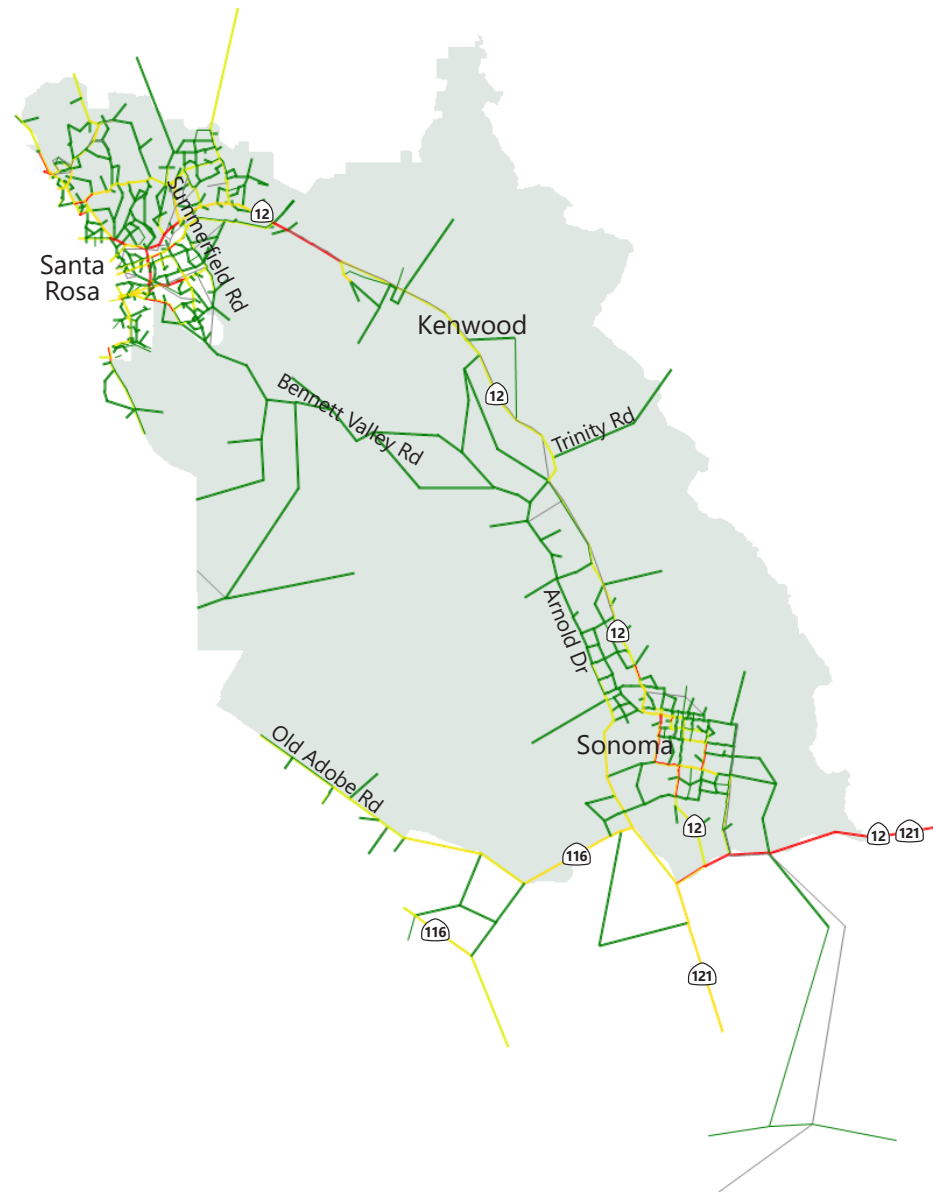 12
Summerfield Rd
Santa
Rosa
Kenwood
12
Bennett Valley Rd
Trinity Rd
Arnold Dr
12
Sonoma
Old Adobe Rd
12
12
121
116
116
121